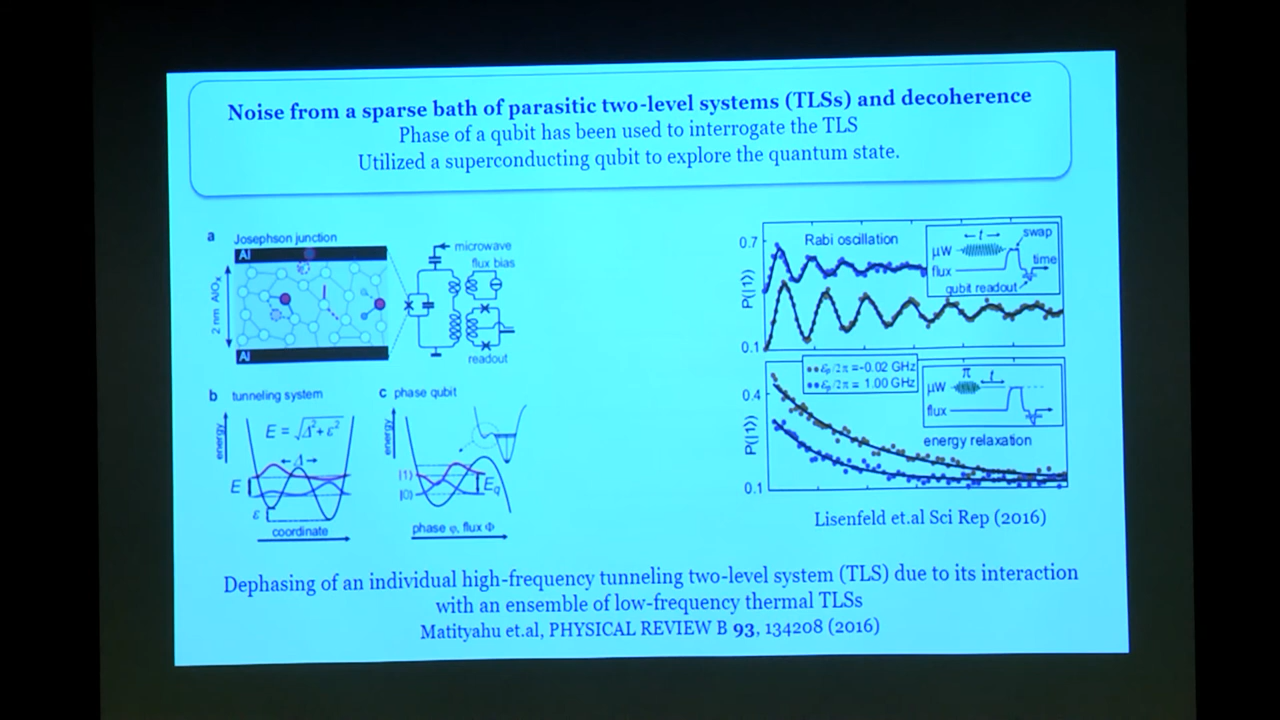 Noise from a sparse bath of parasitic two-level systems (TLSs) and decoherence
Phase of a qubit has been used to interrogate the TLS
Utilized a superconducting qubit to explore the quantum state.
a Josephson junction
Al
2 nm AlOx
Al
microwave
flux bias
readout
b tunneling system
energy
E = √Δ²+ε²
Δ
E
ε
coordinate
c phase qubit
energy
|1⟩
|0⟩
Eq
phase φ, flux Φ
0.7
P(|1⟩)
0.1
Rabi oscillation
t
swap
μW
flux
time
qubit readout
0.4
P(|1⟩)
0.1
εp/2π =-0.02 GHz
εp/2π = 1.00 GHz
π
t
μW
flux
energy relaxation
Lisenfeld et.al Sci Rep (2016)
Dephasing of an individual high-frequency tunneling two-level system (TLS) due to its interaction
with an ensemble of low-frequency thermal TLSs
Matityahu et.al, PHYSICAL REVIEW B 93, 134208 (2016)